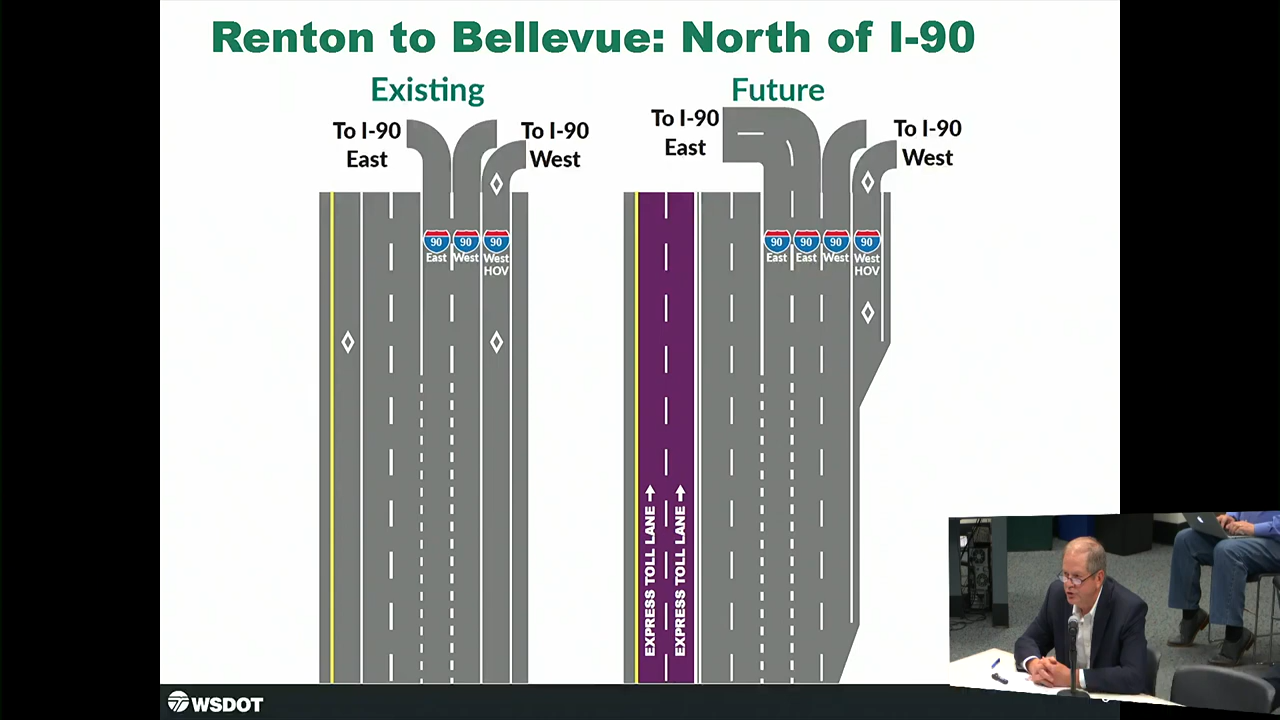 Renton to Bellevue: North of I-90
Existing
Future
To I-90
East
To I-90
West
To I-90
East
To I-90
West
90
East
90
West
90
West
HOV
90
East
90
East
90
West
90
West
HOV
EXPRESS TOLL LANE
EXPRESS TOLL LANE
WSDOT